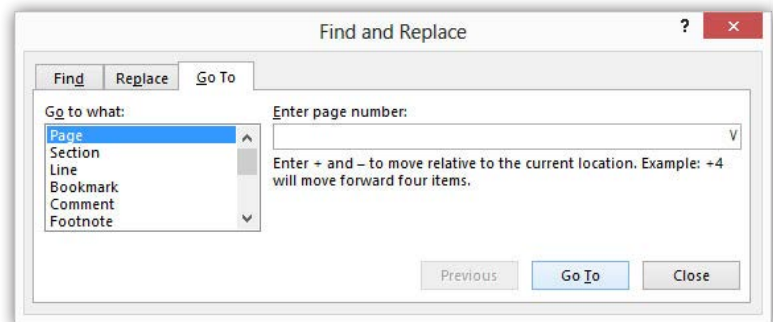 Find and Replace ?
Find Replace Go To
Go to what:
Page
Section
Line
Bookmark
Comment
Footnote
Enter page number:
Enter + and – to move relative to the current location. Example: +4
will move forward four items.
Previous Go To Close